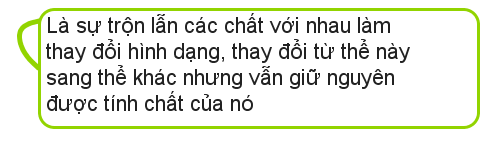 Là sự trộn lẫn các chất với nhau làm
thay đổi hình dạng, thay đổi từ thể này
sang thể khác nhưng vẫn giữ nguyên
được tính chất của nó